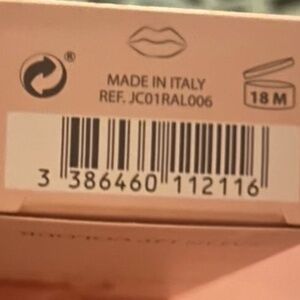 ®
MADE IN ITALY
REF. JC01RAL006
18 M
3 386460 112116